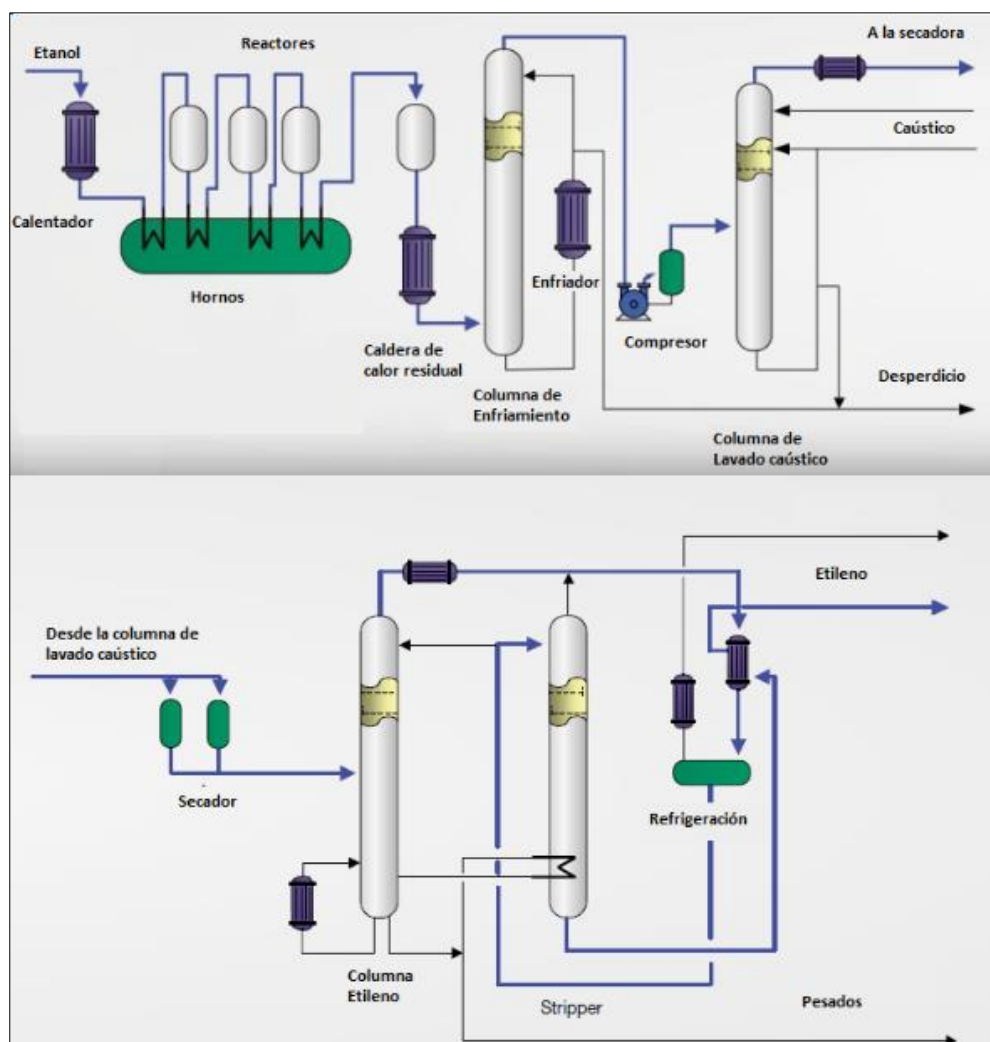 Reactores
Etanol
A la secadora
Caústico
Calentador
Hornos
Enfriador
Compresor
Caldera de
calor residual
Columna de
Enfriamiento
Desperdicio
Columna de
Lavado caústico
Etileno
Desde la columna de
lavado caústico
Secador
Refrigeración
Columna
Etileno
Stripper
Pesados